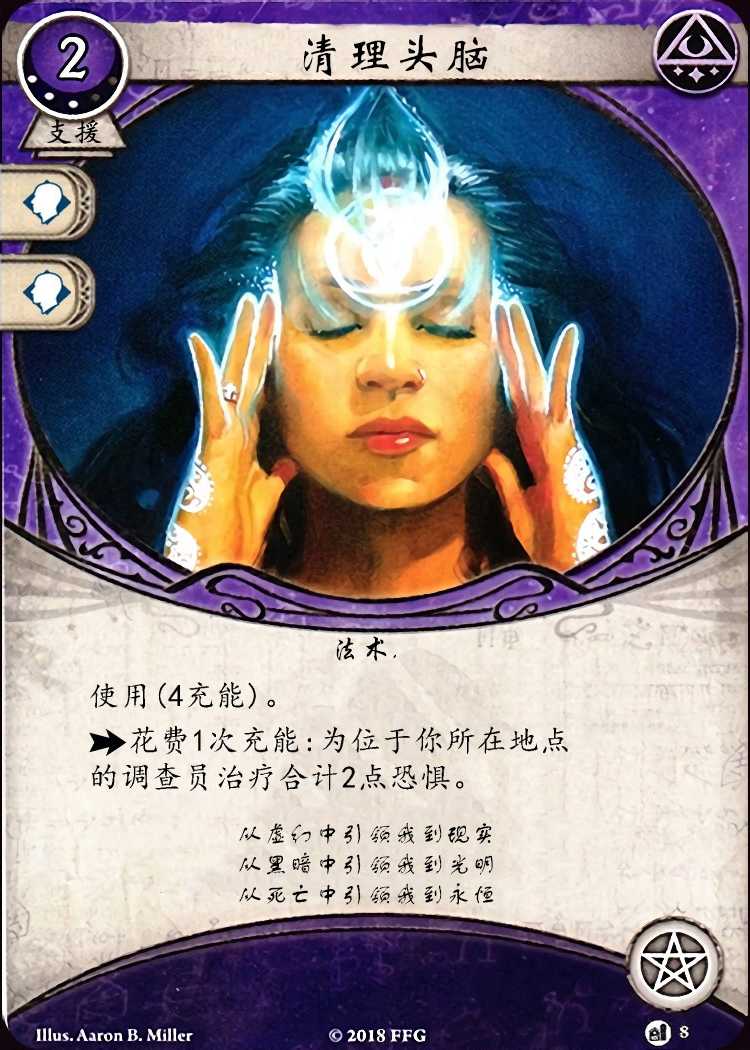 2
清理头脑
支援
法术.
使用(4充能)。
花费1次充能:为位于你所在地点
的调查员治疗合计2点恐惧。
从虚幻中引领我到现实
从黑暗中引领我到光明
从死亡中引领我到永恒
Illus. Aaron B. Miller
© 2018 FFG
8